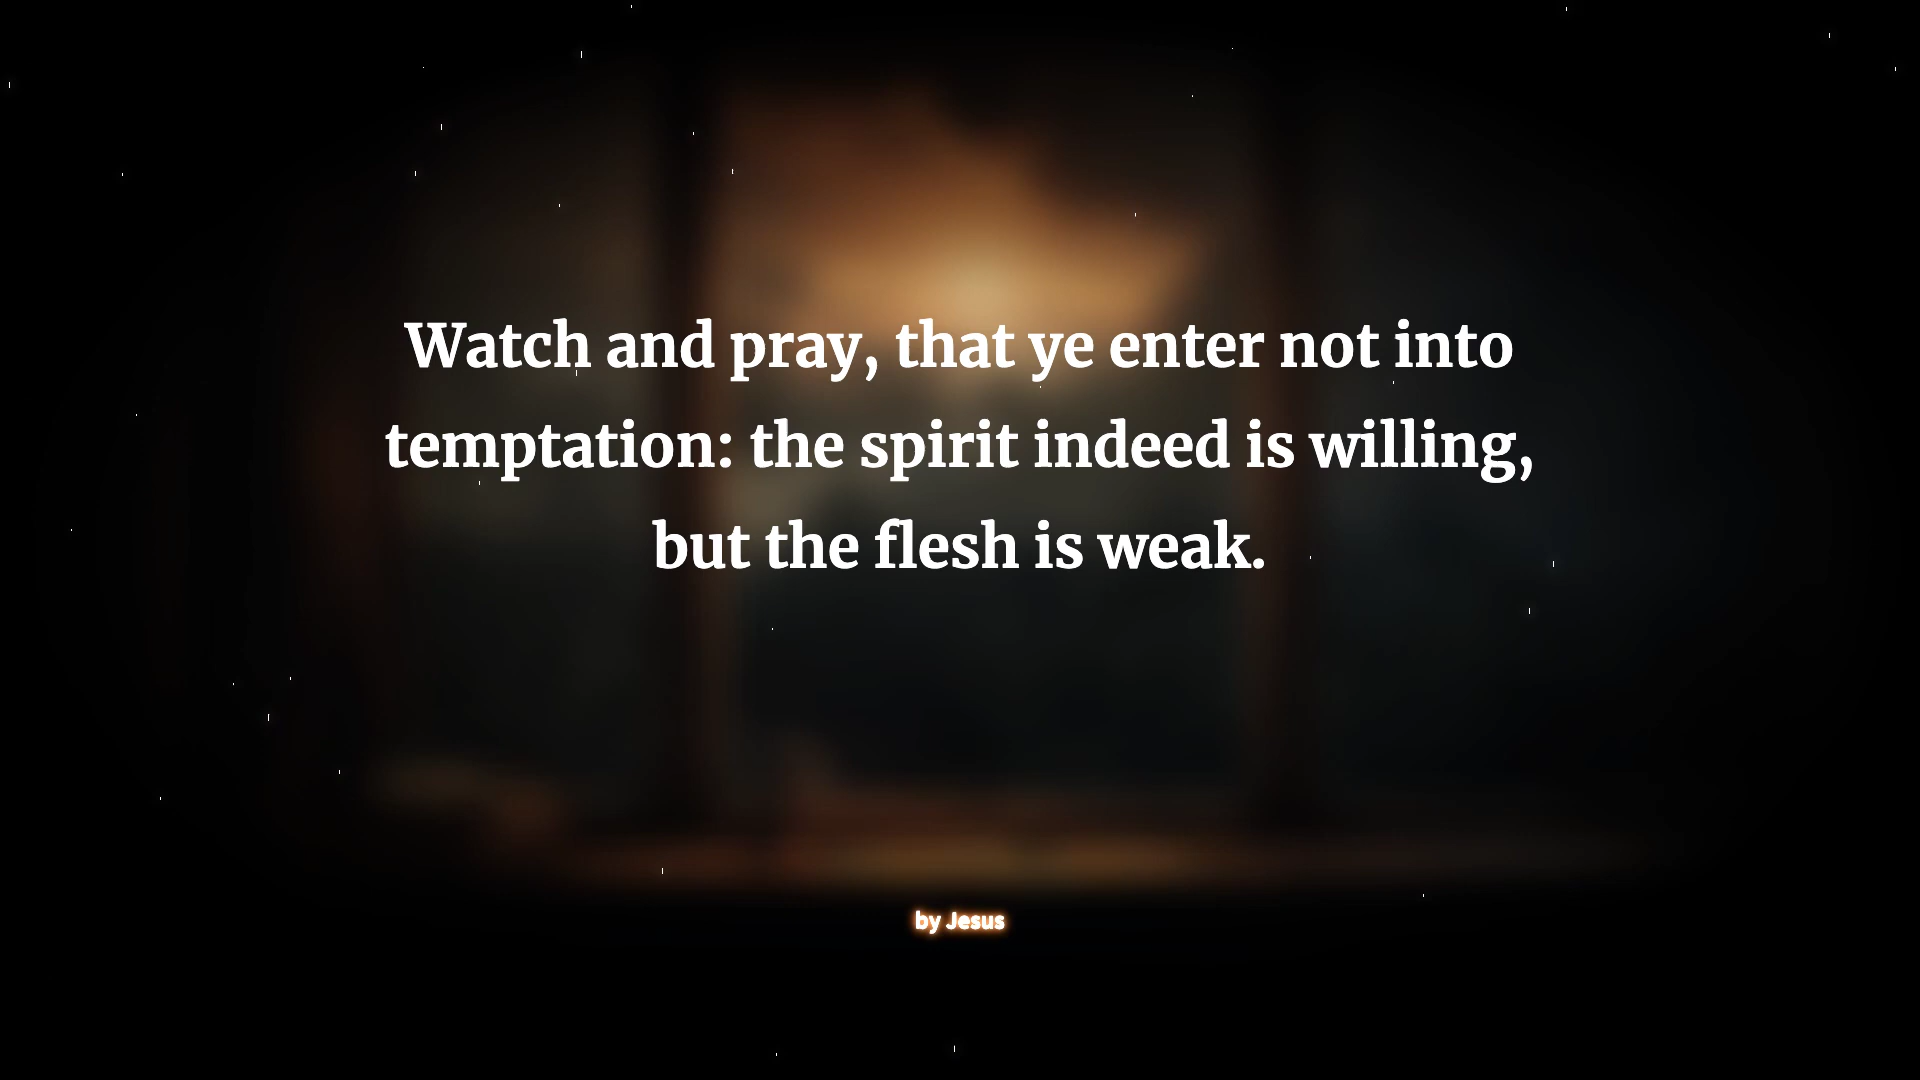 Watch and pray, that ye enter not into
temptation: the spirit indeed is willing,
but the flesh is weak.
by Jesus